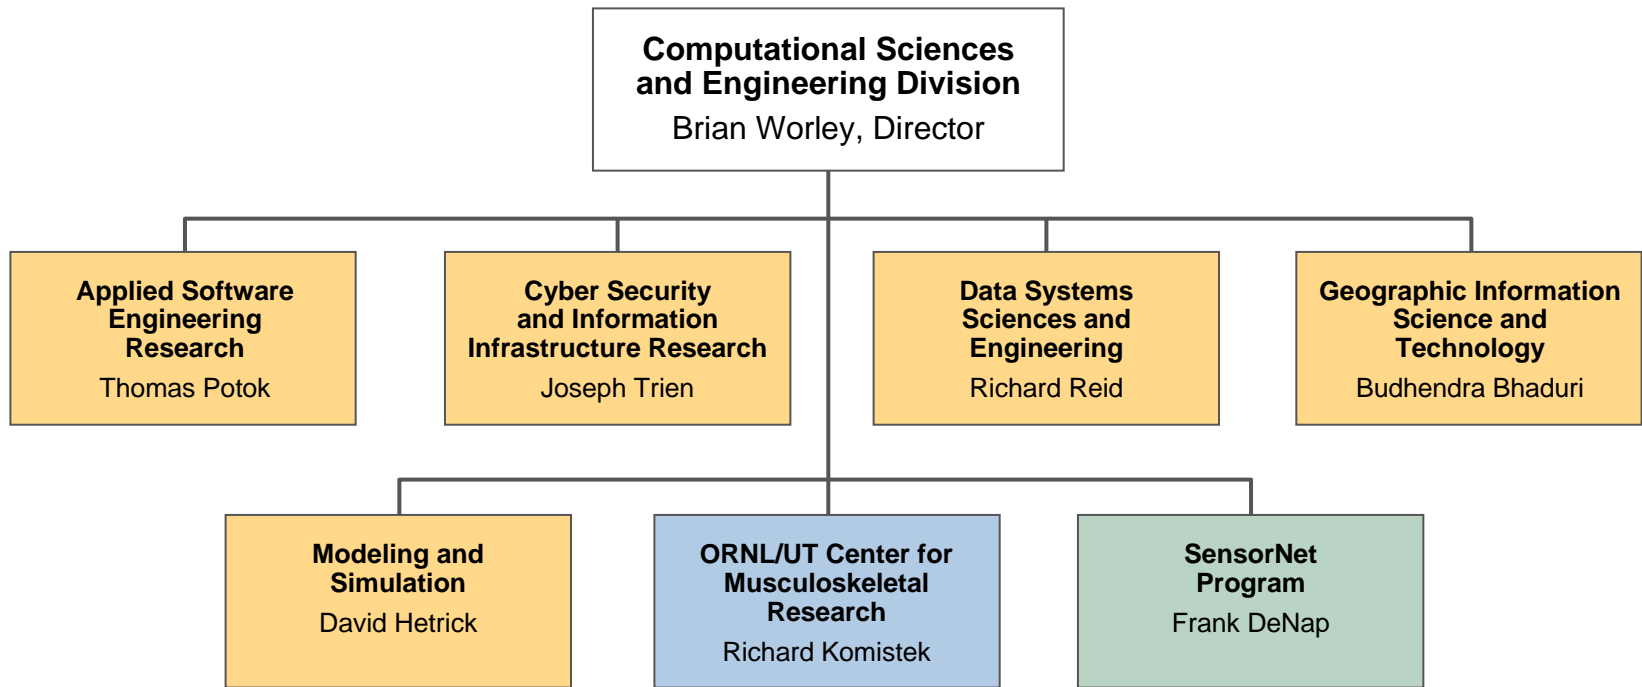 Computational Sciences
and Engineering Division
Brian Worley, Director
Applied Software
Engineering
Research
Thomas Potok
Cyber Security
and Information
Infrastructure Research
Joseph Trien
Data Systems
Sciences and
Engineering
Richard Reid
Geographic Information
Science and
Technology
Budhendra Bhaduri
Modeling and
Simulation
David Hetrick
ORNL/UT Center for
Musculoskeletal
Research
Richard Komistek
SensorNet
Program
Frank DeNap